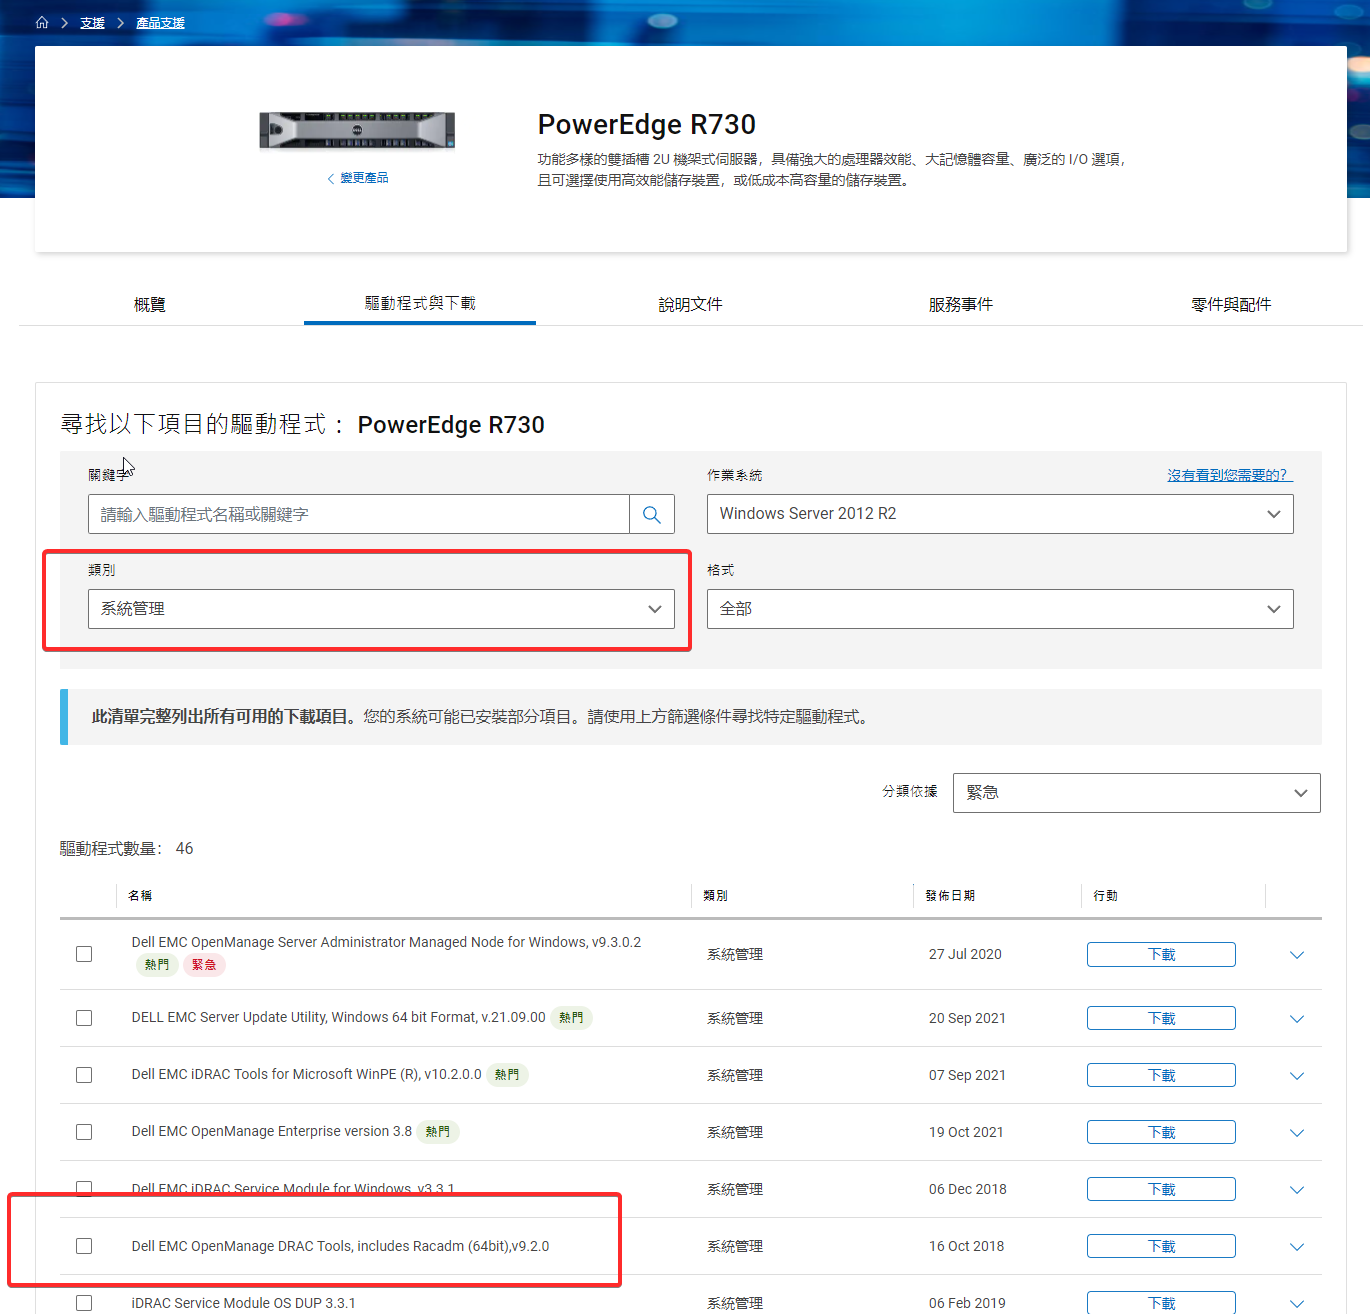 支援
產品支援
PowerEdge R730
功能多樣的雙插槽 2U 機架式伺服器，具備強大的處理器效能、大記憶體容量、廣泛的 I/O 選項，
且可選擇使用高效能儲存裝置，或低成本高容量的儲存裝置。
變更產品
概覽
驅動程式與下載
說明文件
服務事件
零件與配件
尋找以下項目的驅動程式： PowerEdge R730
關鍵字
作業系統
沒有看到您需要的?
請輸入驅動程式名稱或關鍵字
Windows Server 2012 R2
類別
格式
系統管理
全部
此清單完整列出所有可用的下載項目。您的系統可能已安裝部分項目。請使用上方篩選條件尋找特定驅動程式。
分類依據
緊急
驅動程式數量： 46
名稱 類別 發佈日期 行動
Dell EMC OpenManage Server Administrator Managed Node for Windows, v9.3.0.2
熱門 緊急
系統管理 27 Jul 2020 下載
DELL EMC Server Update Utility, Windows 64 bit Format, v.21.09.00 熱門 系統管理 20 Sep 2021 下載
Dell EMC iDRAC Tools for Microsoft WinPE (R), v10.2.0.0 熱門 系統管理 07 Sep 2021 下載
Dell EMC OpenManage Enterprise version 3.8 熱門 系統管理 19 Oct 2021 下載
Dell EMC iDRAC Service Module for Windows, v3.3.1 系統管理 06 Dec 2018 下載
Dell EMC OpenManage DRAC Tools, includes Racadm (64bit),v9.2.0 系統管理 16 Oct 2018 下載
iDRAC Service Module OS DUP 3.3.1 系統管理 06 Feb 2019 下載